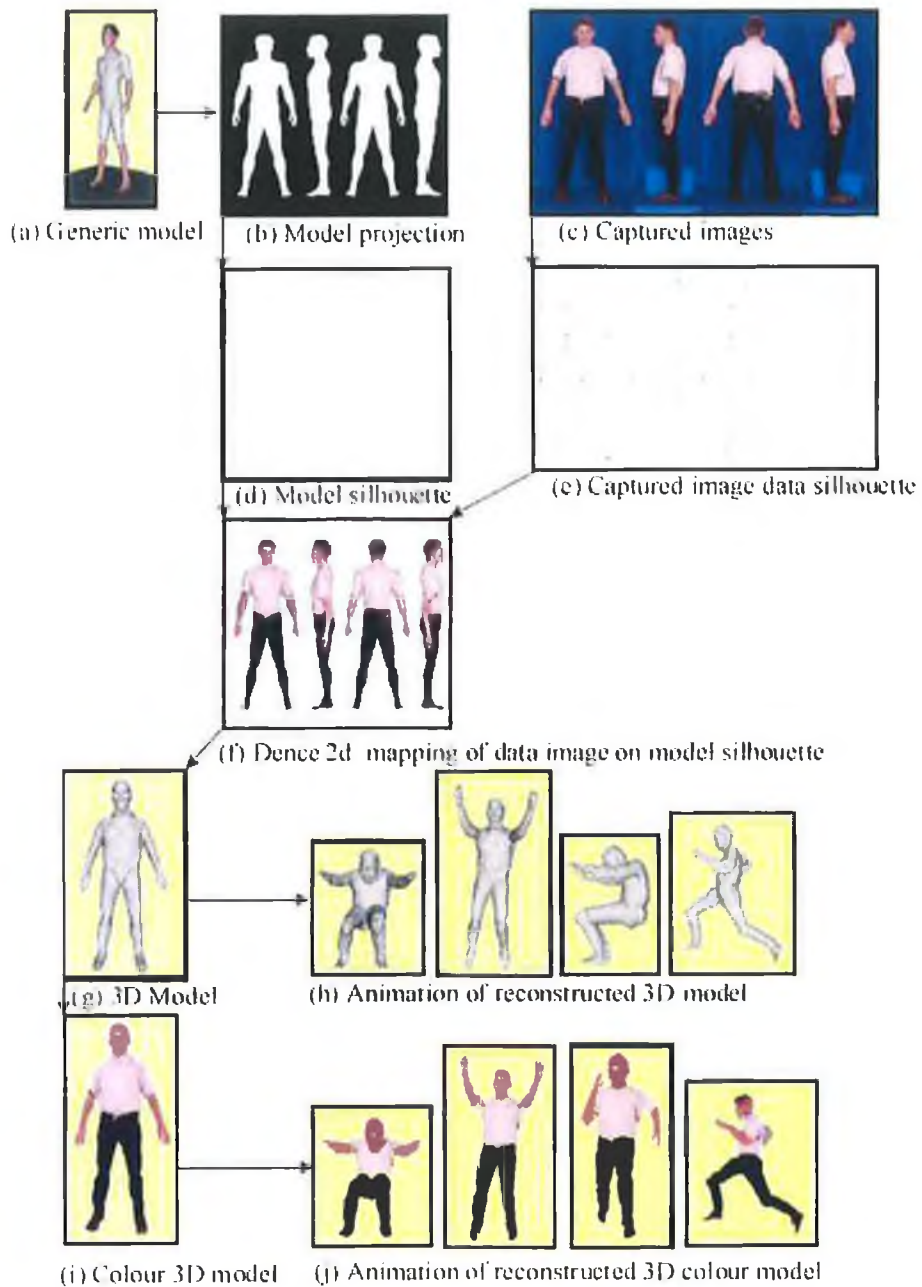 (a) Generic model
(b) Model projection
(c) Captured images
(d) Model silhouette
(e) Captured image data silhouette
(f) Dence 2d mapping of data image on model silhouette
(g) 3D Model
(h) Animation of reconstructed 3D model
(i) Colour 3D model
(j) Animation of reconstructed 3D colour model